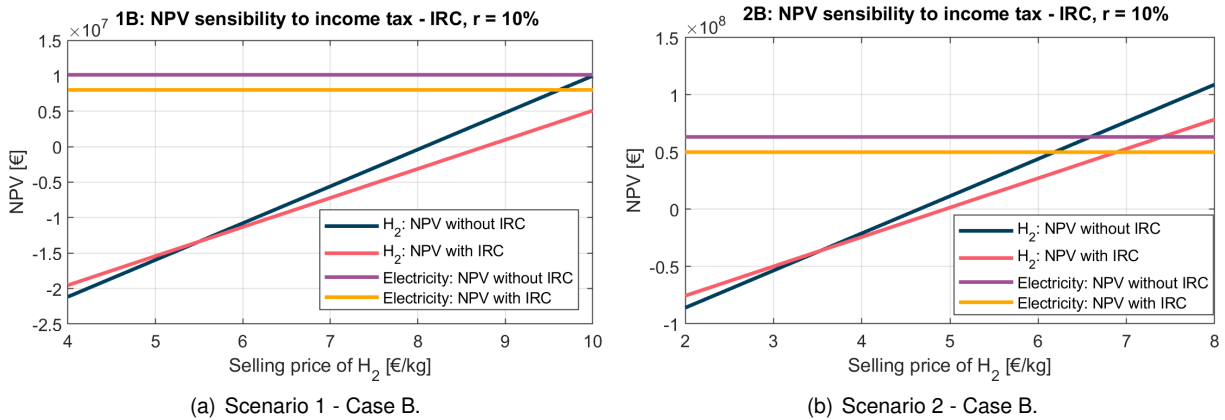 1B: NPV sensibility to income tax - IRC, r = 10%
×10^7
1.5
1
0.5
0
-0.5
-1
-1.5
-2
-2.5
NPV [€]
4 5 6 7 8 9 10
Selling price of H2 [€/kg]
H2: NPV without IRC
H2: NPV with IRC
Electricity: NPV without IRC
Electricity: NPV with IRC
(a) Scenario 1 - Case B.
2B: NPV sensibility to income tax - IRC, r = 10%
×10^8
1.5
1
0.5
0
-0.5
-1
NPV [€]
2 3 4 5 6 7 8
Selling price of H2 [€/kg]
H2: NPV without IRC
H2: NPV with IRC
Electricity: NPV without IRC
Electricity: NPV with IRC
(b) Scenario 2 - Case B.